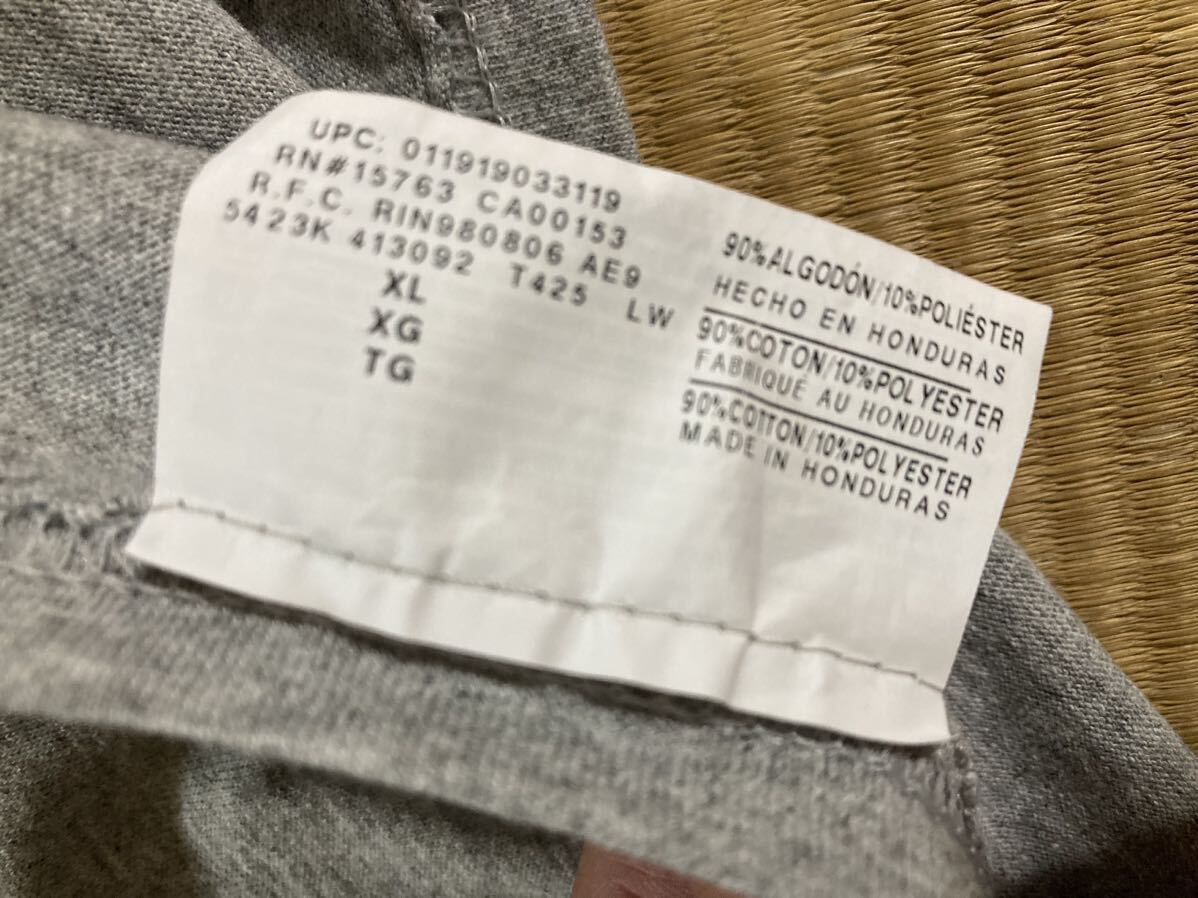 UPC: 011919033119
RN#15763 CA00153
R.F.C. RIN980806 AE9
5423K 413092 T425 LW
XL
XG
TG
90%ALGODÓN/10%POLIÉSTER
HECHO EN HONDURAS
90%COTON/10%POLYESTER
FABRIQUÉ AU HONDURAS
90%COTTON/10%POLYESTER
MADE IN HONDURAS